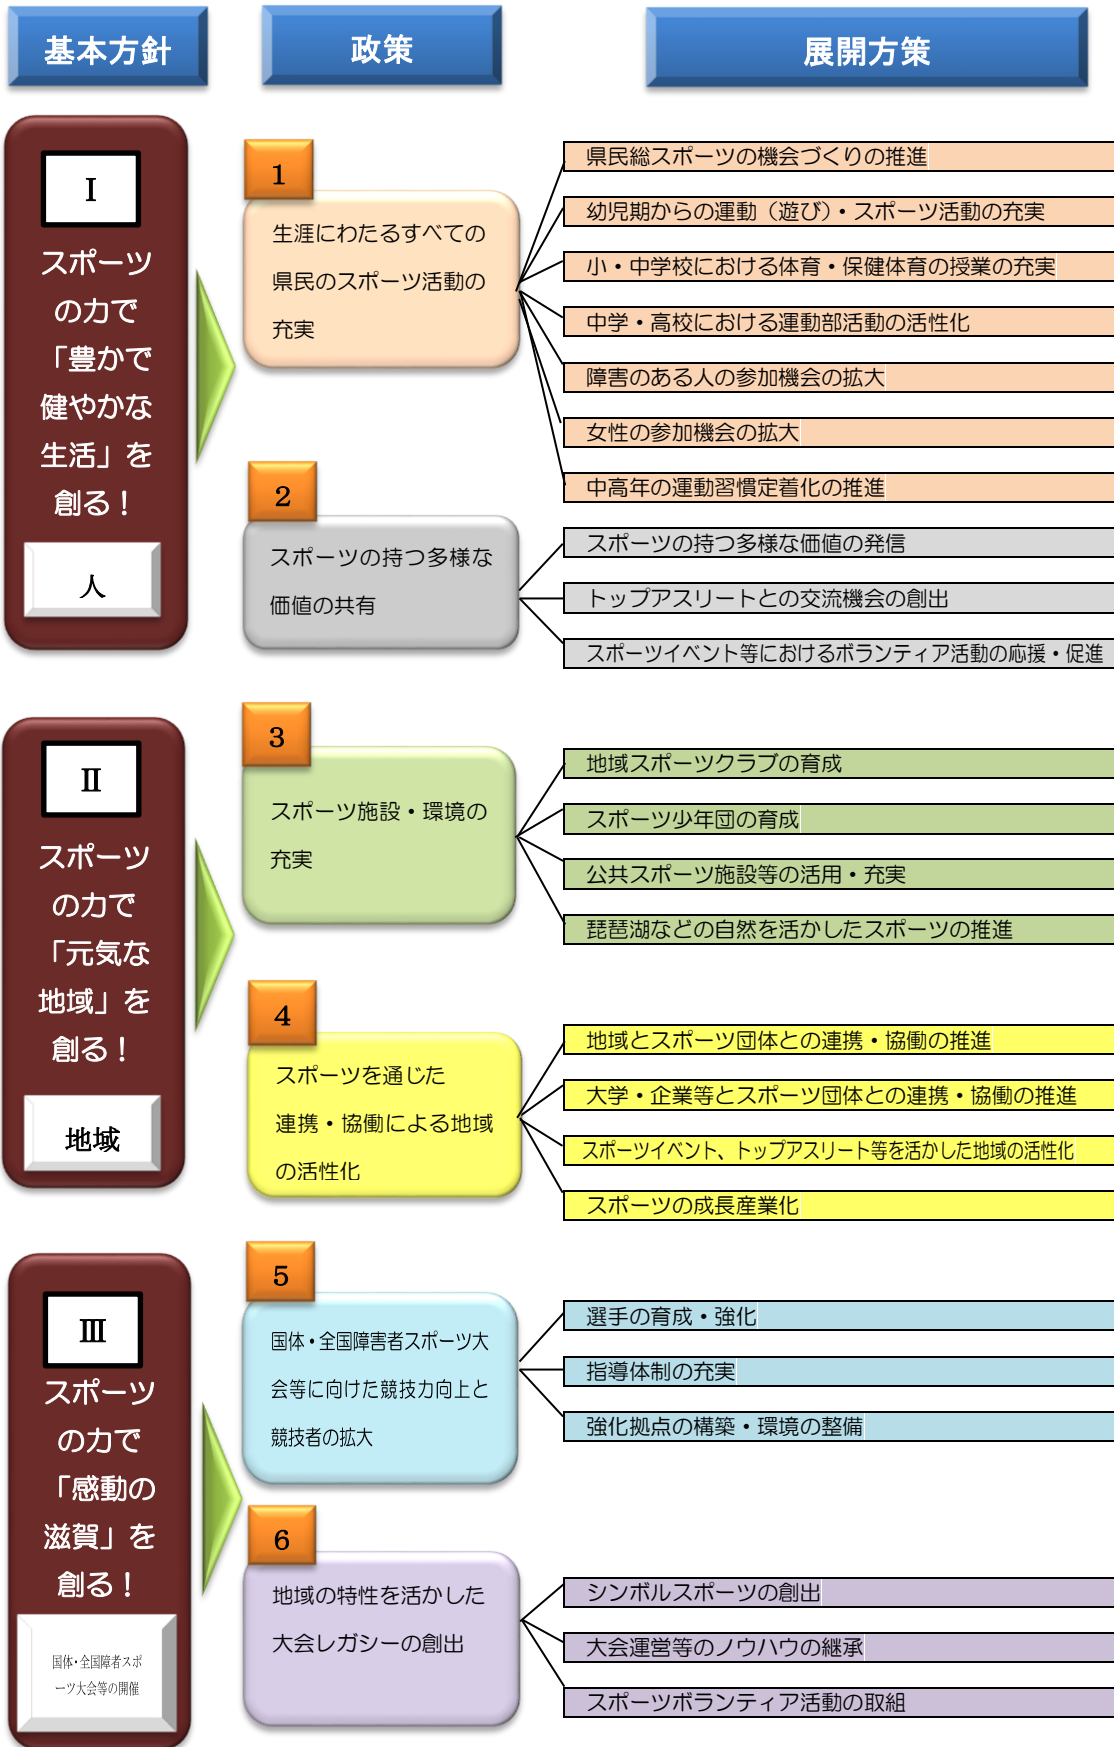 基本方針
政策
展開方策
Ⅰ
スポーツ
の力で
「豊かで
健やかな
生活」を
創る！
人
1
生涯にわたるすべての
県民のスポーツ活動の
充実
県民総スポーツの機会づくりの推進
幼児期からの運動（遊び）・スポーツ活動の充実
小・中学校における体育・保健体育の授業の充実
中学・高校における運動部活動の活性化
障害のある人の参加機会の拡大
女性の参加機会の拡大
中高年の運動習慣定着化の推進
2
スポーツの持つ多様な
価値の共有
スポーツの持つ多様な価値の発信
トップアスリートとの交流機会の創出
スポーツイベント等におけるボランティア活動の応援・促進
Ⅱ
スポーツ
の力で
「元気な
地域」を
創る！
地域
3
スポーツ施設・環境の
充実
地域スポーツクラブの育成
スポーツ少年団の育成
公共スポーツ施設等の活用・充実
琵琶湖などの自然を活かしたスポーツの推進
4
スポーツを通じた
連携・協働による地域
の活性化
地域とスポーツ団体との連携・協働の推進
大学・企業等とスポーツ団体との連携・協働の推進
スポーツイベント、トップアスリート等を活かした地域の活性化
スポーツの成長産業化
Ⅲ
スポーツ
の力で
「感動の
滋賀」を
創る！
国体・全国障者スポ
ーツ大会等の開催
5
国体・全国障害者スポーツ大
会等に向けた競技力向上と
競技者の拡大
選手の育成・強化
指導体制の充実
強化拠点の構築・環境の整備
6
地域の特性を活かした
大会レガシーの創出
シンボルスポーツの創出
大会運営等のノウハウの継承
スポーツボランティア活動の取組